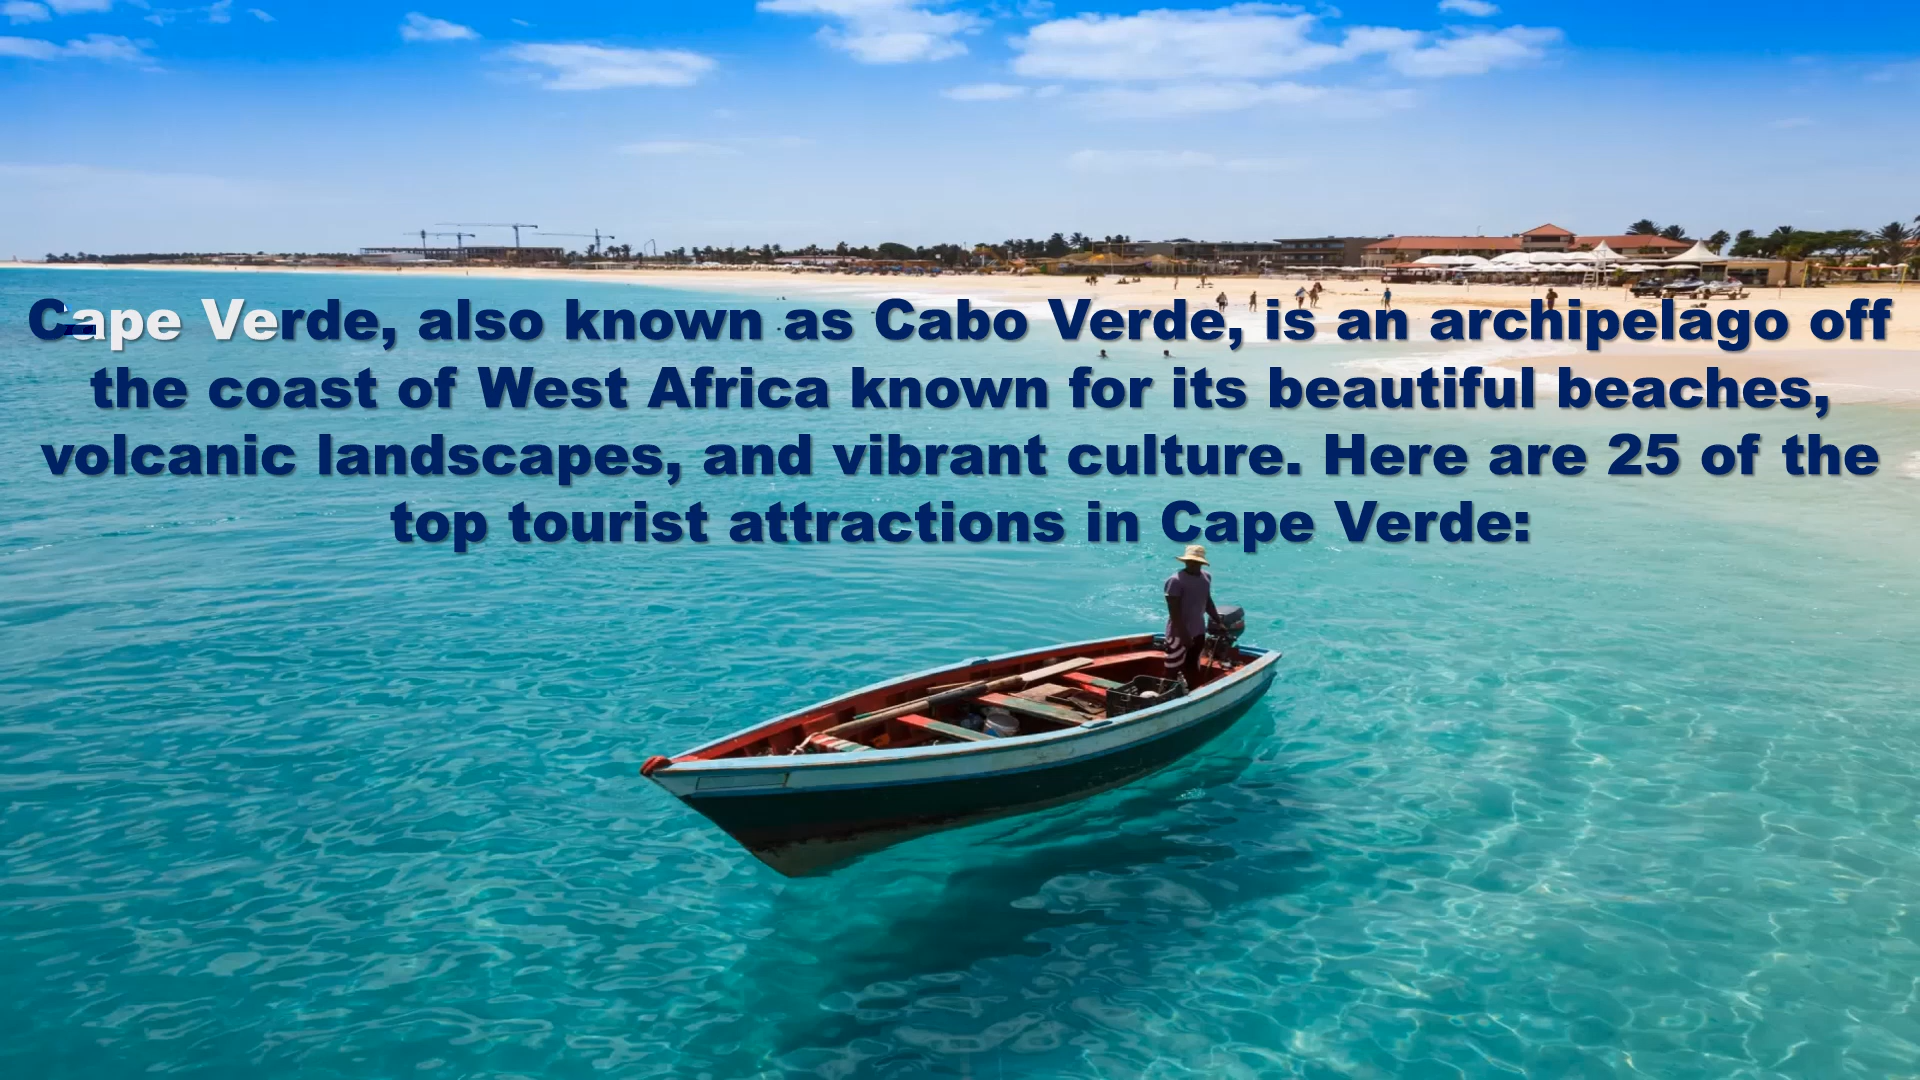 Cape Verde, also known as Cabo Verde, is an archipelago off
the coast of West Africa known for its beautiful beaches,
volcanic landscapes, and vibrant culture. Here are 25 of the
top tourist attractions in Cape Verde: